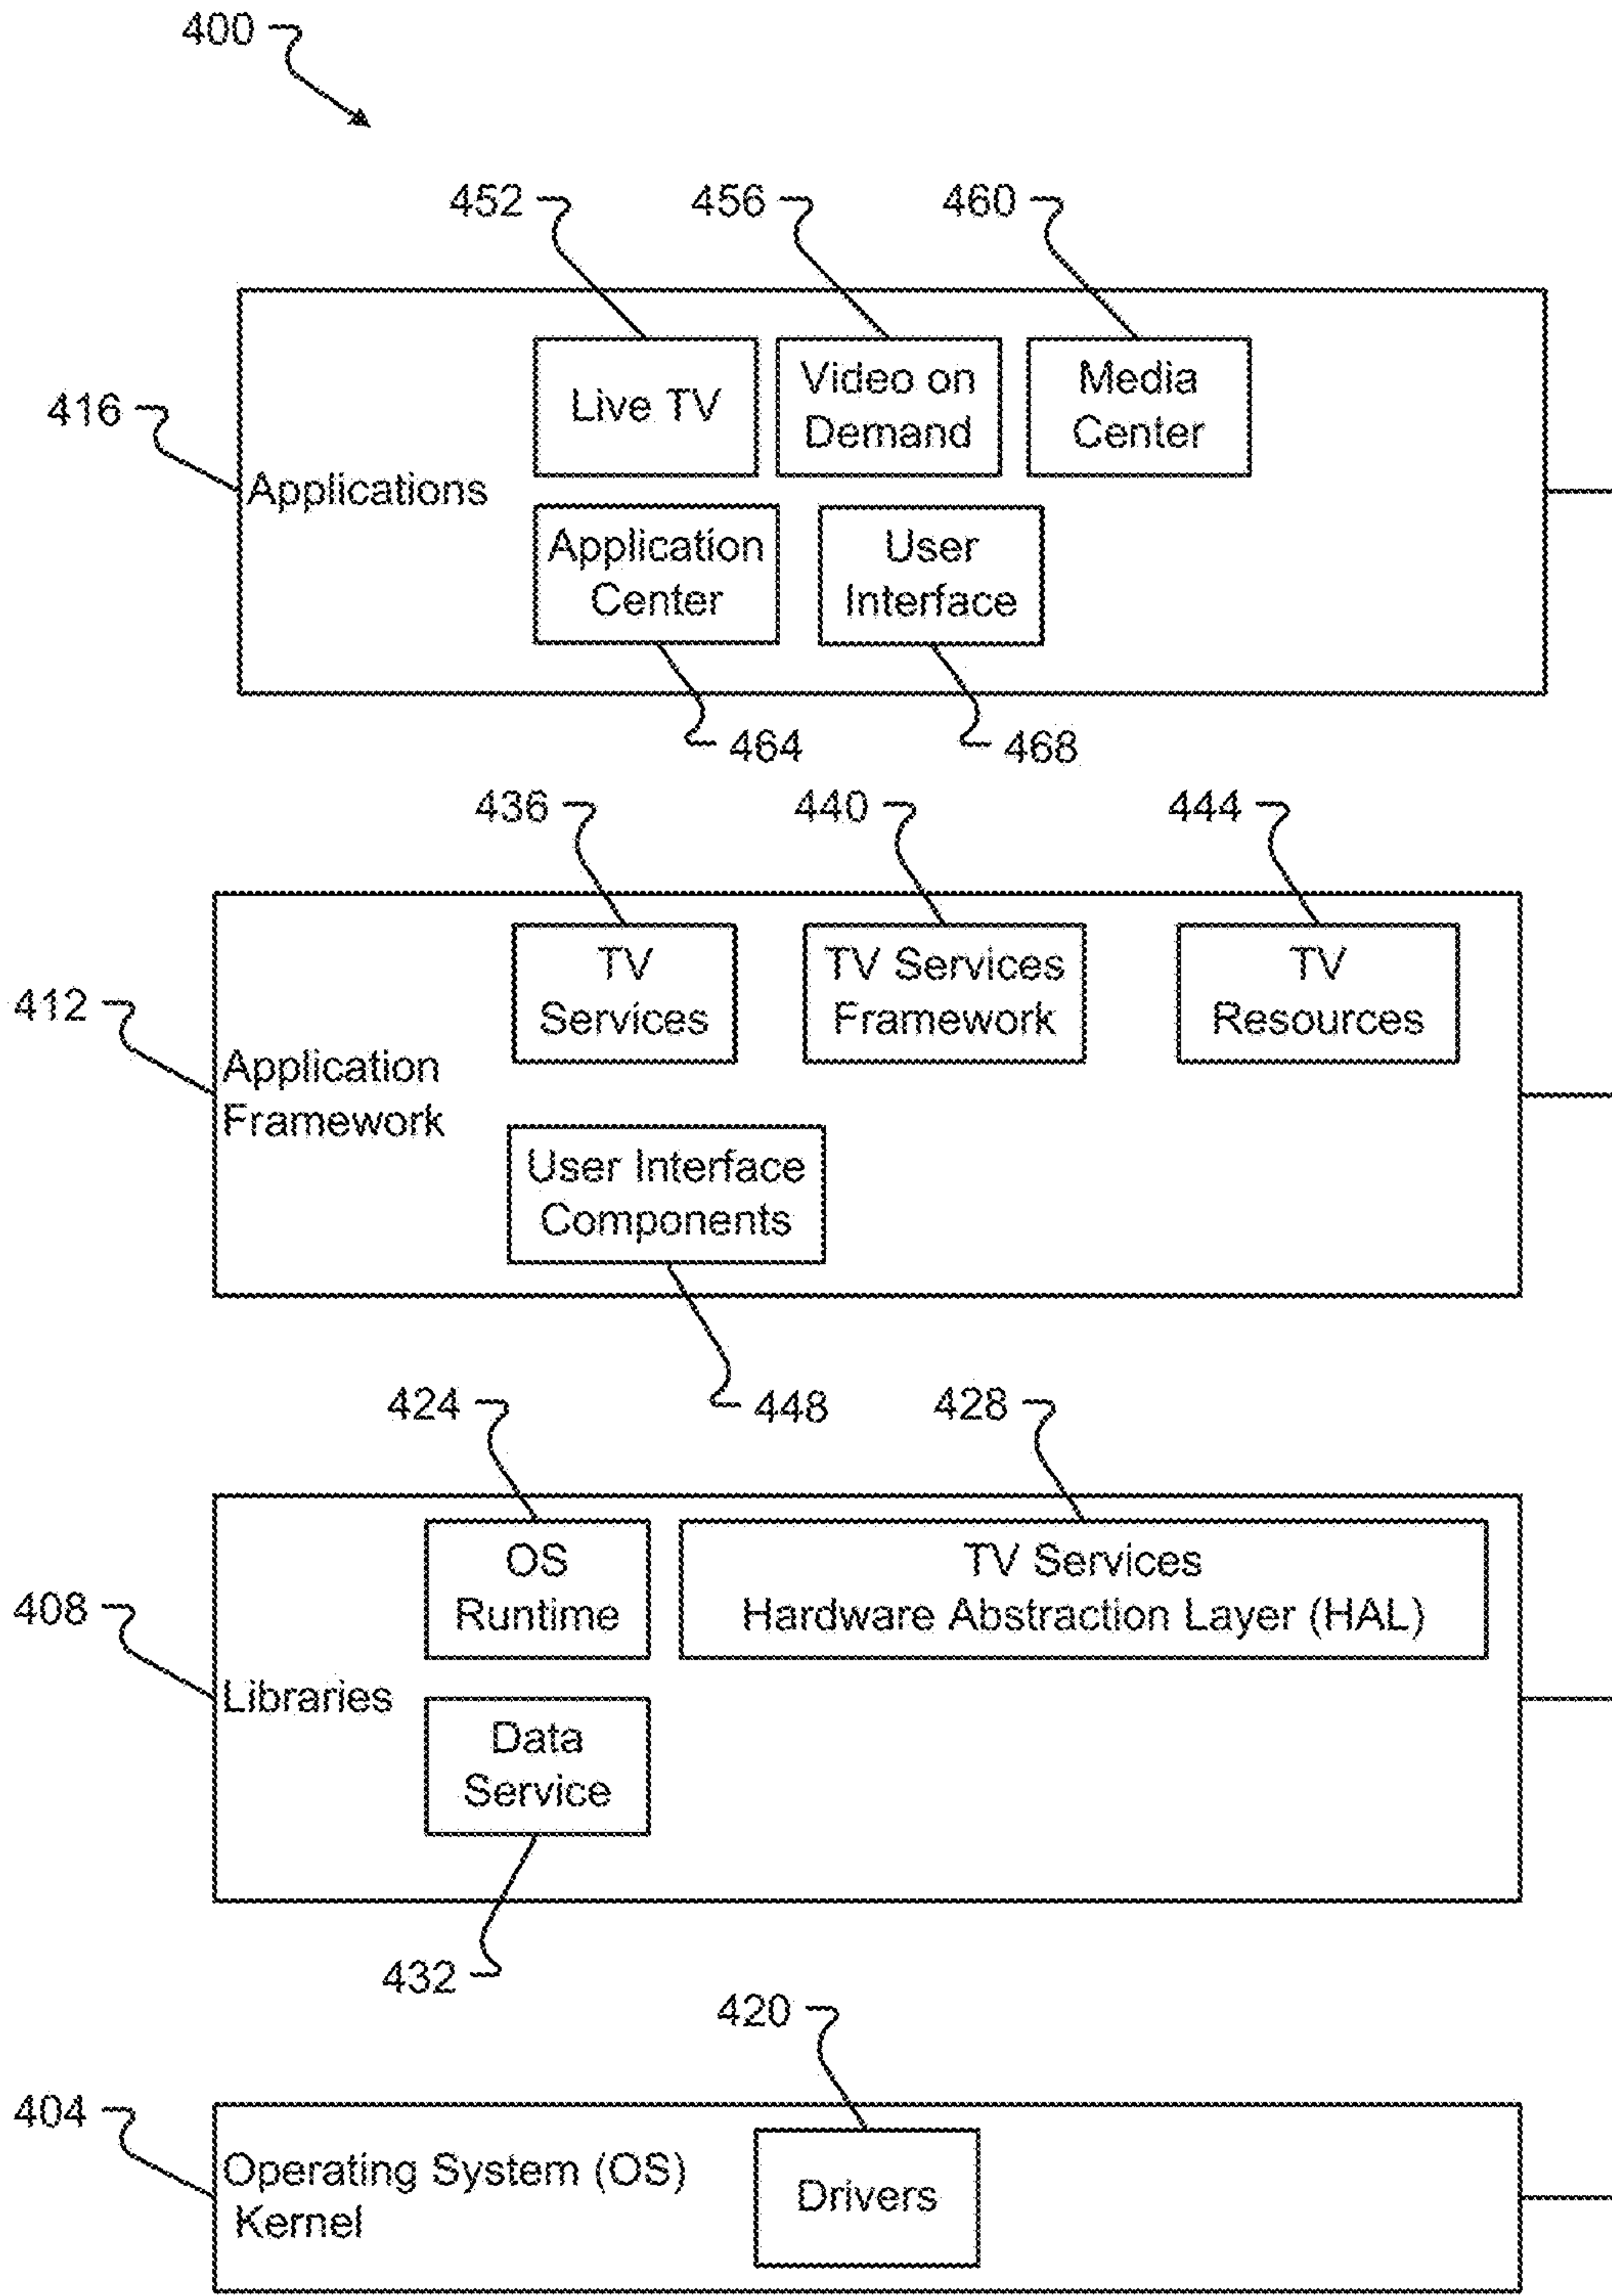 400
452
456
460
416
Applications
Live TV
Video on
Demand
Media
Center
Application
Center
User
Interface
464
468
436
440
444
412
Application
Framework
TV
Services
TV Services
Framework
TV
Resources
User Interface
Components
448
424
428
408
Libraries
OS
Runtime
TV Services
Hardware Abstraction Layer (HAL)
Data
Service
432
420
404
Operating System (OS)
Kernel
Drivers